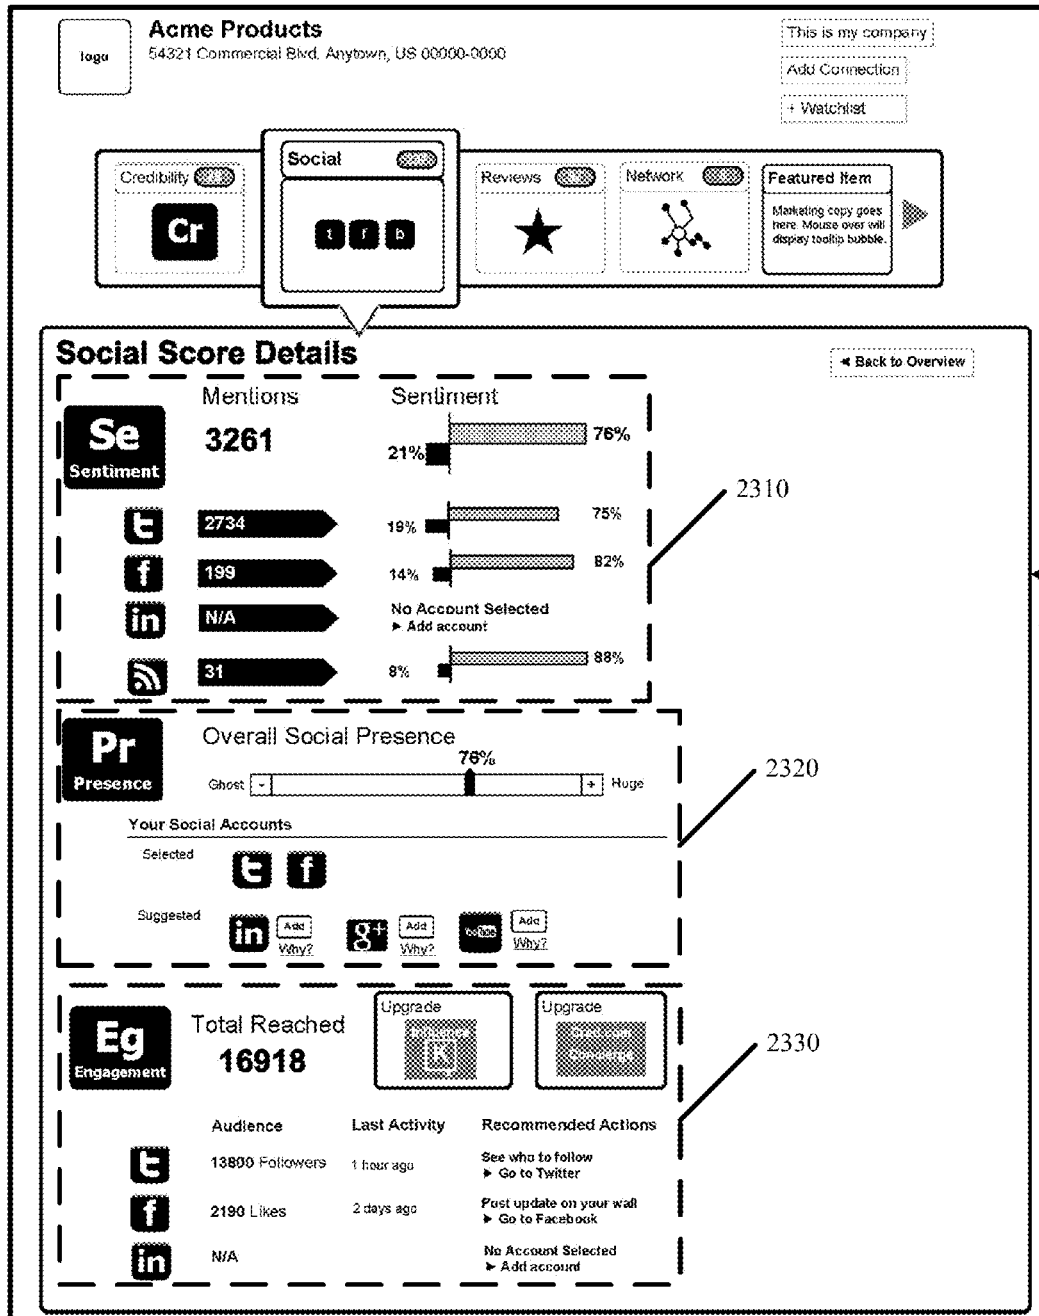 logo
Acme Products
54321 Commercial Blvd. Anytown, US 00000-0000
This is my company
Add Connection
+ Watchlist
Credibility
Cr
Social
t f b
Reviews
Network
Featured Item
Marketing copy goes
here. Mouse over will
display tooltip bubble.
Social Score Details
◄ Back to Overview
Se
Sentiment
Mentions
3261
Sentiment
21% 76%
t 2734 19% 75%
f 199 14% 82%
in N/A No Account Selected
► Add account
31 8% 88%
2310
Pr
Presence
Overall Social Presence
76%
Ghost - + Huge
2320
Your Social Accounts
Selected t f
Suggested in Add Why? g+ Add Why? YouTube Add Why?
Eg
Engagement
Total Reached
16918
Upgrade
K
Upgrade
Concierge
2330
Audience Last Activity Recommended Actions
t 13800 Followers 1 hour ago See who to follow
► Go to Twitter
f 2190 Likes 2 days ago Post update on your wall
► Go to Facebook
in N/A No Account Selected
► Add account